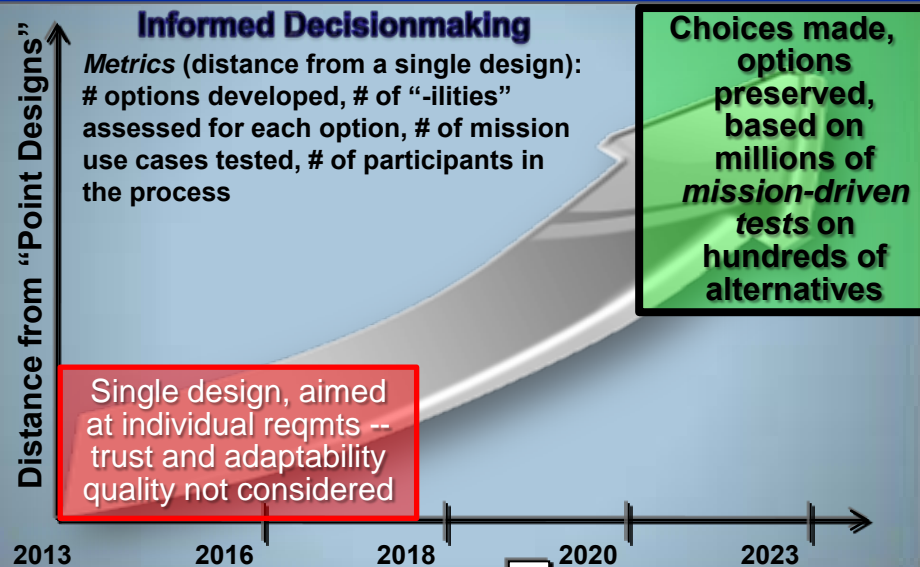 Informed Decisionmaking
Metrics (distance from a single design):
# options developed, # of “-ilities”
assessed for each option, # of mission
use cases tested, # of participants in
the process
Choices made,
options
preserved,
based on
millions of
mission-driven
tests on
hundreds of
alternatives
Distance from “Point Designs”
Single design, aimed
at individual reqmts --
trust and adaptability
quality not considered
2013 2016 2018 2020 2023